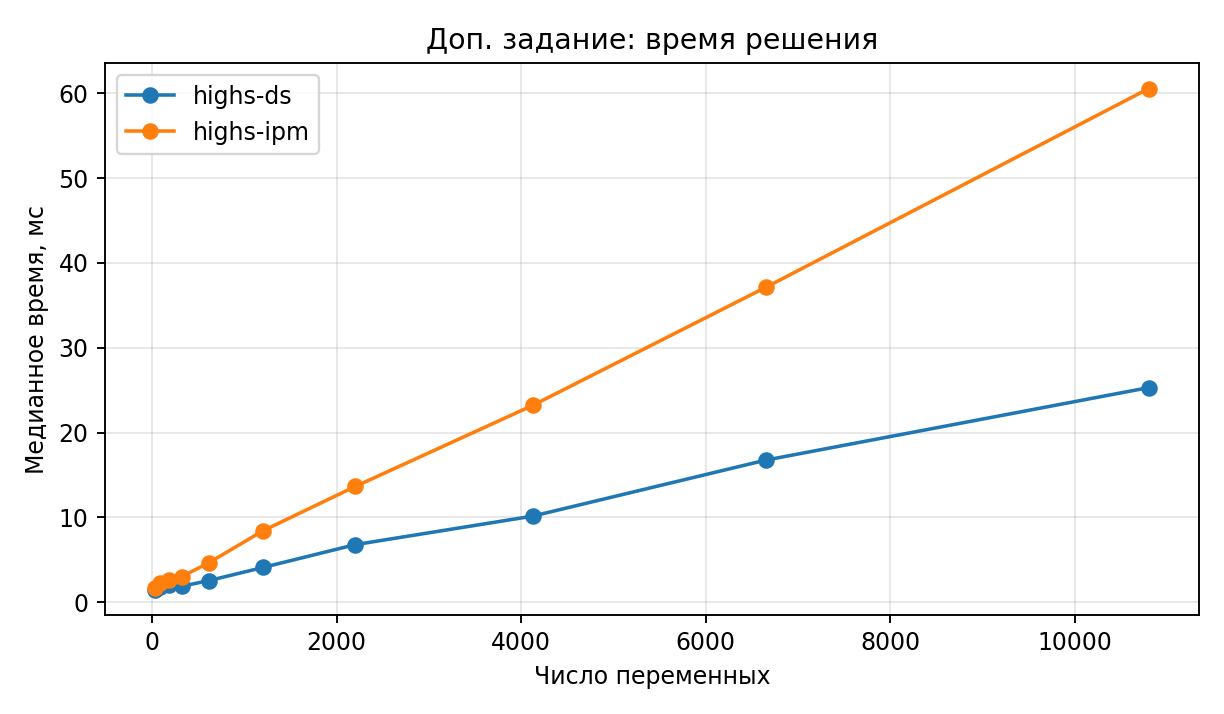 Доп. задание: время решения
highs-ds
highs-ipm
Медианное время, мс
60
50
40
30
20
10
0
0 2000 4000 6000 8000 10000
Число переменных